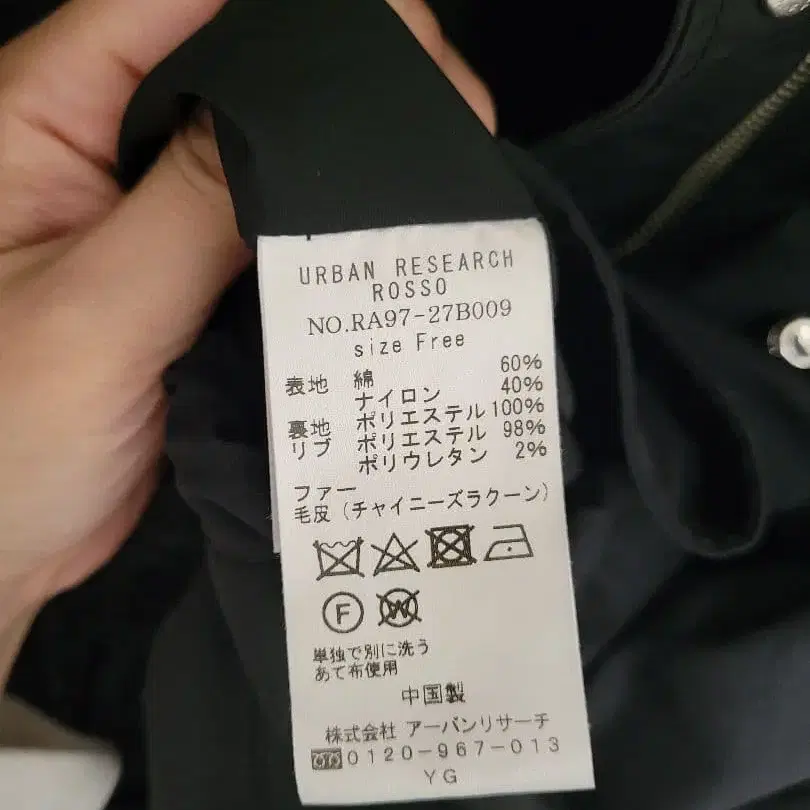 URBAN RESEARCH
ROSSO
NO.RA97-27B009
size Free
表地 綿 60%
ナイロン 40%
裏地 ポリエステル 100%
リブ ポリエステル 98%
ポリウレタン 2%
ファー
毛皮 (チャイニーズラクーン)
F W
単独で別に洗う
あて布使用
中国製
株式会社 アーバンリサーチ
0120-967-013
YG